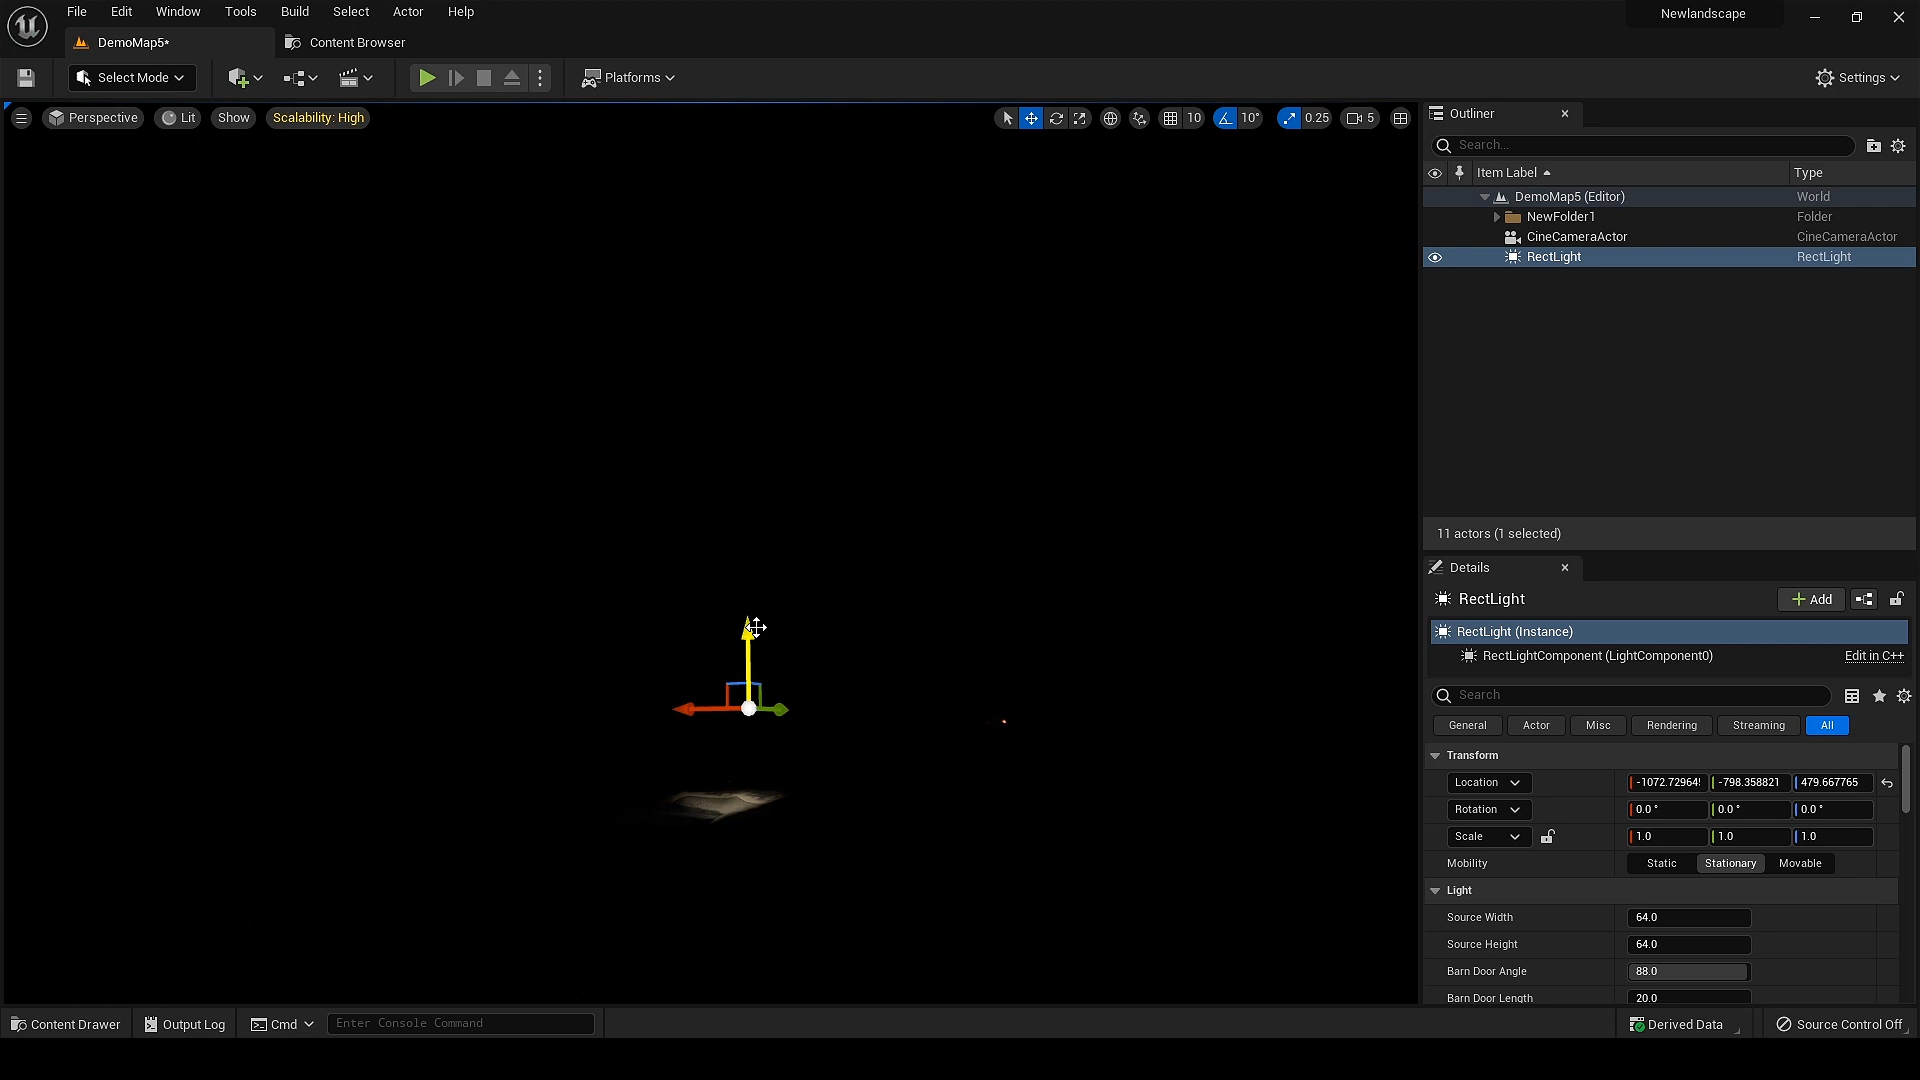 File Edit Window Tools Build Select Actor Help
Newlandscape
DemoMap5*
Content Browser
Select Mode
Platforms
Settings
Perspective
Lit
Show
Scalability: High
10
10°
0.25
5
Outliner
Search...
Item Label
Type
DemoMap5 (Editor) World
NewFolder1 Folder
CineCameraActor CineCameraActor
RectLight RectLight
11 actors (1 selected)
Details
RectLight
Add
RectLight (Instance)
RectLightComponent (LightComponent0)
Edit in C++
Search
General Actor Misc Rendering Streaming All
Transform
Location -1072.72964 -798.358821 479.667765
Rotation 0.0 ° 0.0 ° 0.0 °
Scale 1.0 1.0 1.0
Mobility Static Stationary Movable
Light
Source Width 64.0
Source Height 64.0
Barn Door Angle 88.0
Barn Door Length 20.0
Content Drawer
Output Log
Cmd
Enter Console Command
Derived Data
Source Control Off